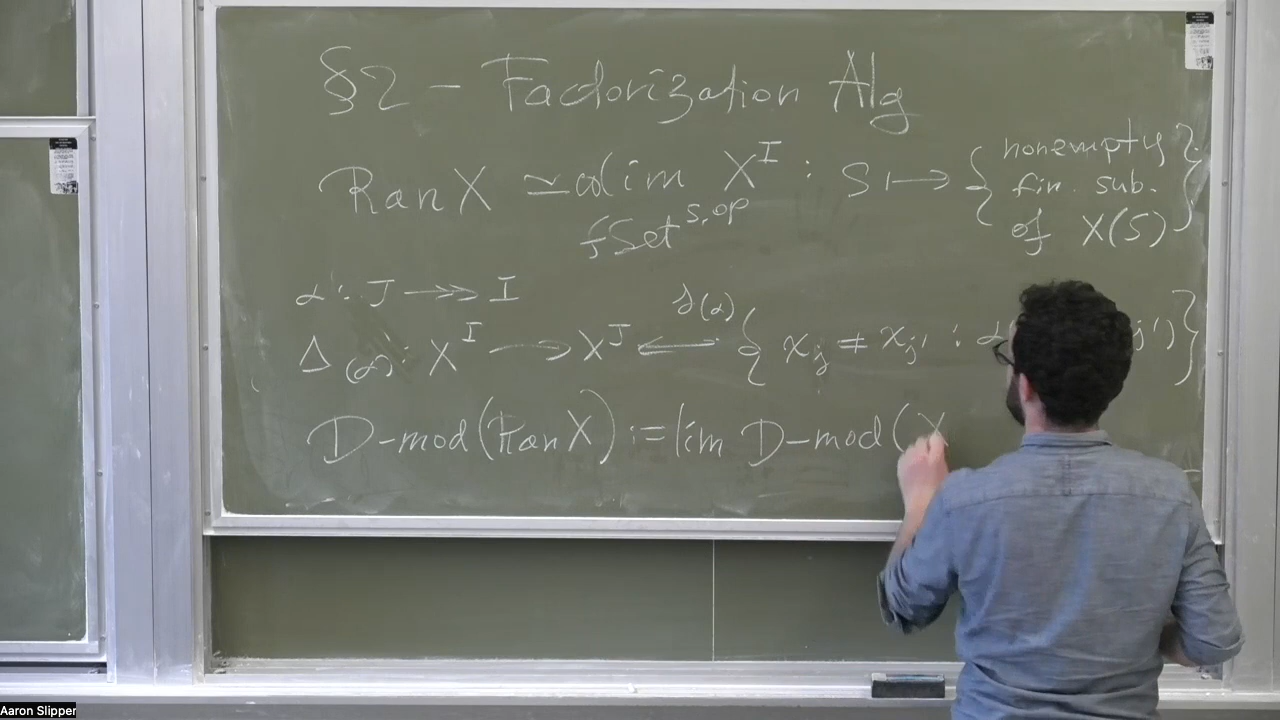 §2 - Factorization Alg
Ran X ≃ colim X^I : S ↦ { nonempty fin. sub. of X(S) }
fSet^{s,op}
α: J ↠ I
Δ(α): X^I → X^J ⟵ { x_j ≠ x_j' : α( j') }
j(α)
D-mod(Ran X) := lim D-mod(X
Aaron Slipper